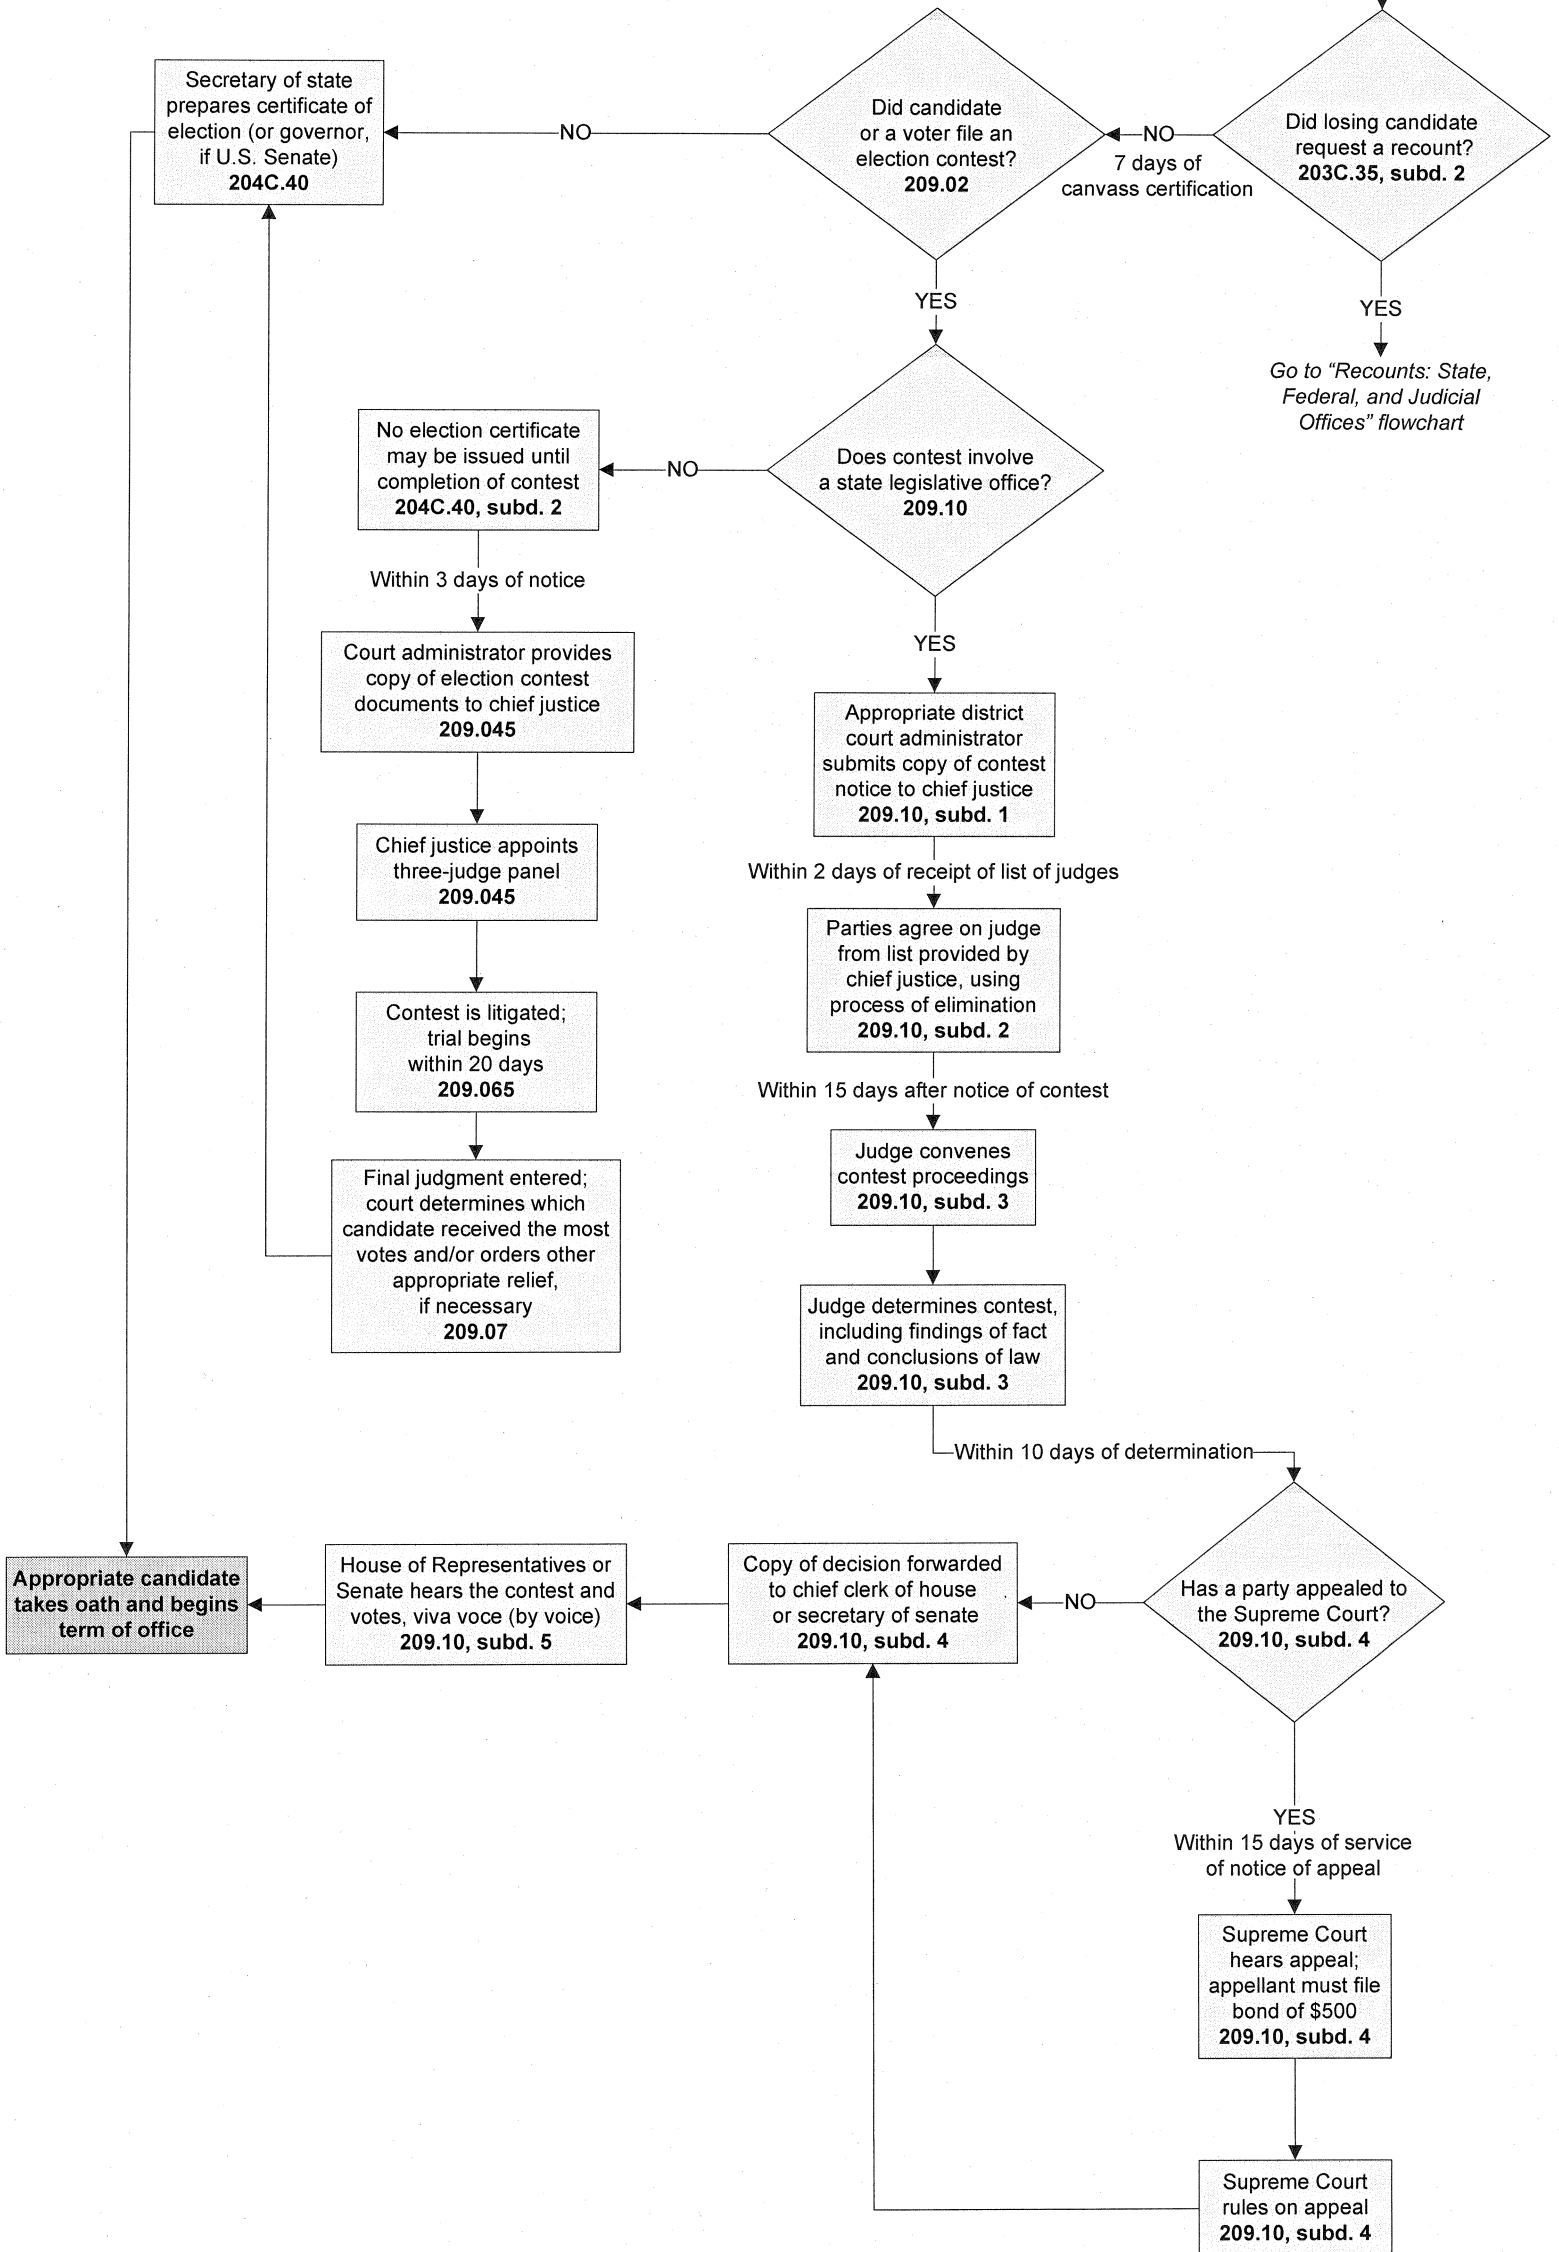 Secretary of state
prepares certificate of
election (or governor,
if U.S. Senate)
204C.40
NO
Did candidate
or a voter file an
election contest?
209.02
NO
7 days of
canvass certification
Did losing candidate
request a recount?
203C.35, subd. 2
YES
YES
Go to “Recounts: State,
Federal, and Judicial
Offices” flowchart
No election certificate
may be issued until
completion of contest
204C.40, subd. 2
NO
Does contest involve
a state legislative office?
209.10
Within 3 days of notice
YES
Court administrator provides
copy of election contest
documents to chief justice
209.045
Appropriate district
court administrator
submits copy of contest
notice to chief justice
209.10, subd. 1
Chief justice appoints
three-judge panel
209.045
Within 2 days of receipt of list of judges
Parties agree on judge
from list provided by
chief justice, using
process of elimination
209.10, subd. 2
Contest is litigated;
trial begins
within 20 days
209.065
Within 15 days after notice of contest
Judge convenes
contest proceedings
209.10, subd. 3
Final judgment entered;
court determines which
candidate received the most
votes and/or orders other
appropriate relief,
if necessary
209.07
Judge determines contest,
including findings of fact
and conclusions of law
209.10, subd. 3
Within 10 days of determination
Appropriate candidate
takes oath and begins
term of office
House of Representatives or
Senate hears the contest and
votes, viva voce (by voice)
209.10, subd. 5
Copy of decision forwarded
to chief clerk of house
or secretary of senate
209.10, subd. 4
NO
Has a party appealed to
the Supreme Court?
209.10, subd. 4
YES
Within 15 days of service
of notice of appeal
Supreme Court
hears appeal;
appellant must file
bond of $500
209.10, subd. 4
Supreme Court
rules on appeal
209.10, subd. 4